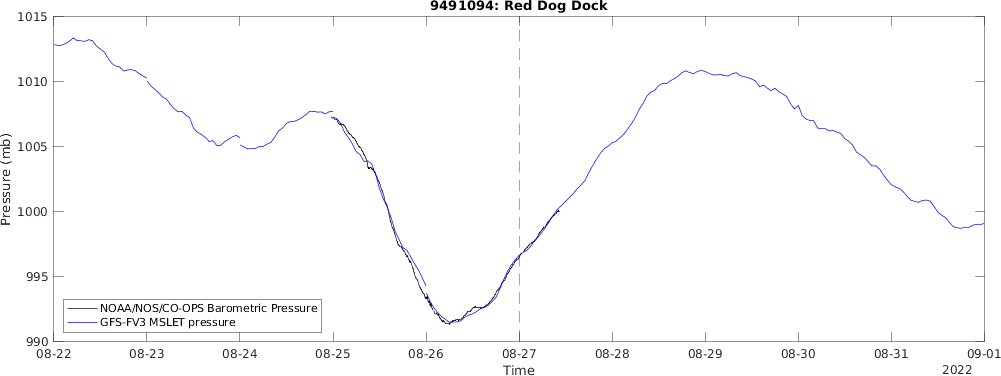 9491094: Red Dog Dock
1015
1010
1005
1000
995
990
Pressure (mb)
NOAA/NOS/CO-OPS Barometric Pressure
GFS-FV3 MSLET pressure
08-22 08-23 08-24 08-25 08-26 08-27 08-28 08-29 08-30 08-31 09-01
Time
2022